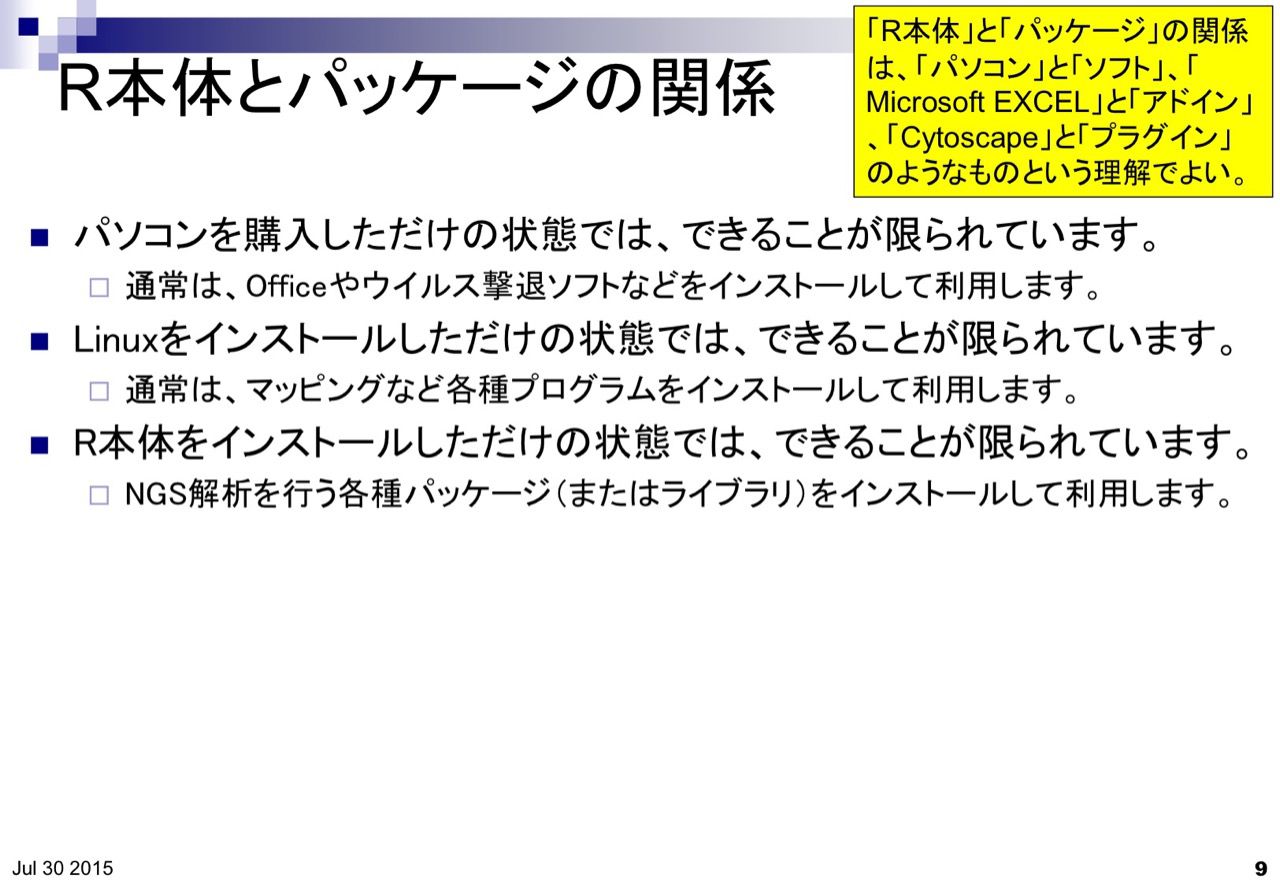 R本体とパッケージの関係
「R本体」と「パッケージ」の関係
は、「パソコン」と「ソフト」、「
Microsoft EXCEL」と「アドイン」
、「Cytoscape」と「プラグイン」
のようなものという理解でよい。
パソコンを購入しただけの状態では、できることが限られています。
通常は、Officeやウイルス撃退ソフトなどをインストールして利用します。
Linuxをインストールしただけの状態では、できることが限られています。
通常は、マッピングなど各種プログラムをインストールして利用します。
R本体をインストールしただけの状態では、できることが限られています。
NGS解析を行う各種パッケージ(またはライブラリ)をインストールして利用します。
Jul 30 2015
9